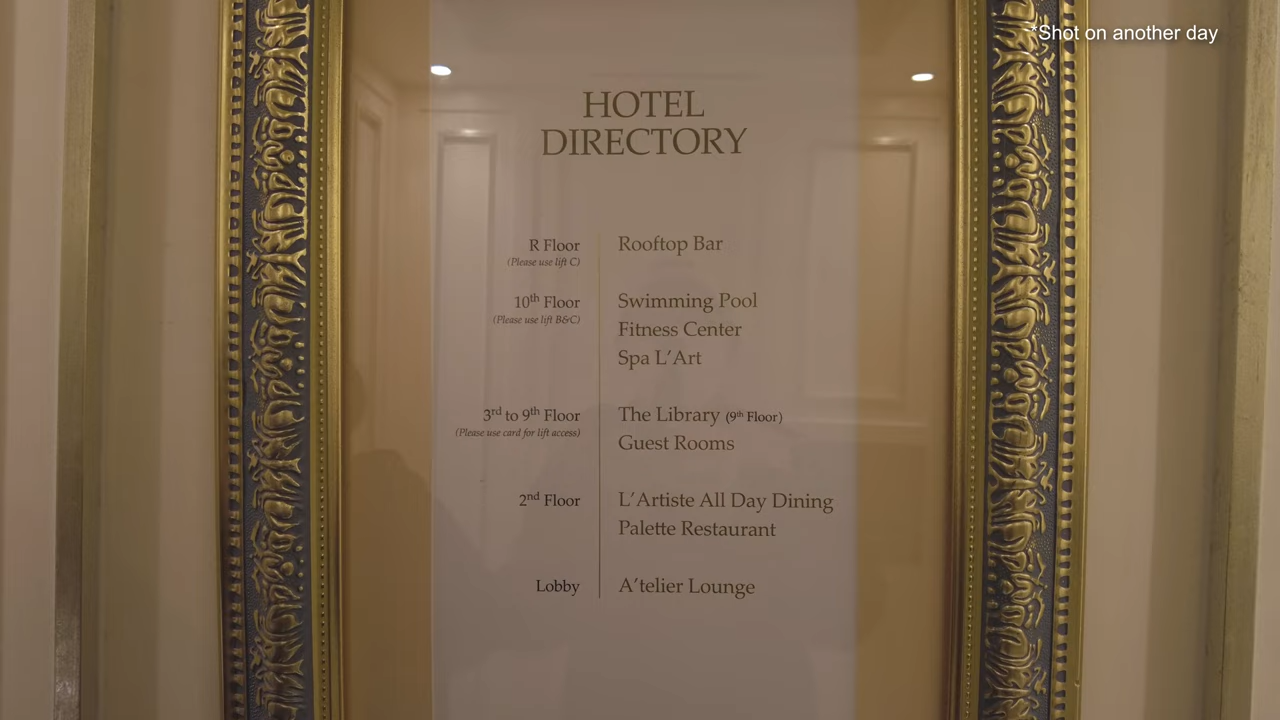 *Shot on another day
HOTEL
DIRECTORY
R Floor Rooftop Bar
(Please use lift C)
10th Floor Swimming Pool
(Please use lift B&C) Fitness Center
Spa L'Art
3rd to 9th Floor The Library (9th Floor)
(Please use card for lift access) Guest Rooms
2nd Floor L'Artiste All Day Dining
Palette Restaurant
Lobby A'telier Lounge